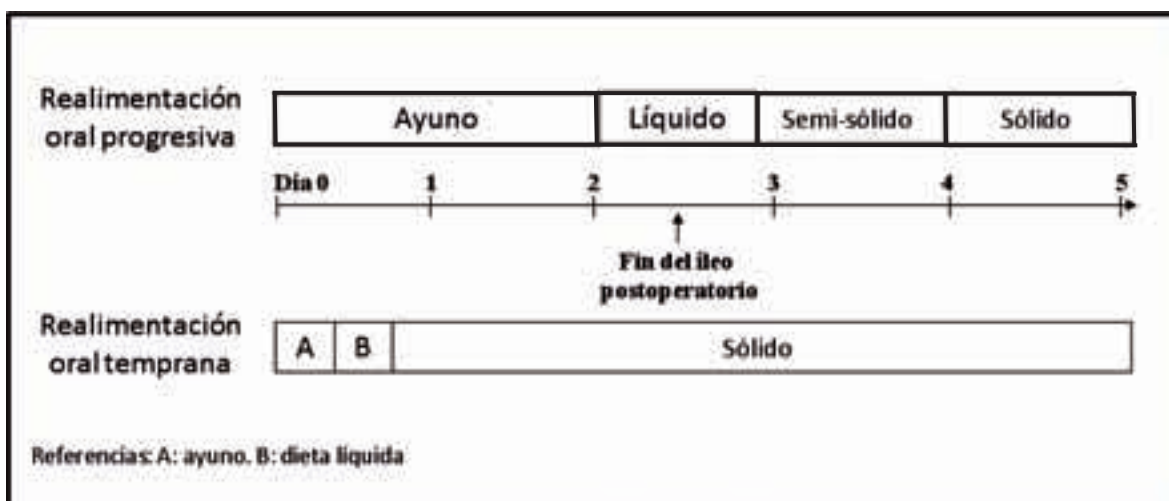 Realimentación
oral progresiva
Ayuno Líquido Semi-sólido Sólido
Día 0 1 2 3 4 5
Fin del íleo
postoperatorio
Realimentación
oral temprana
A B Sólido
Referencias: A: ayuno. B: dieta líquida